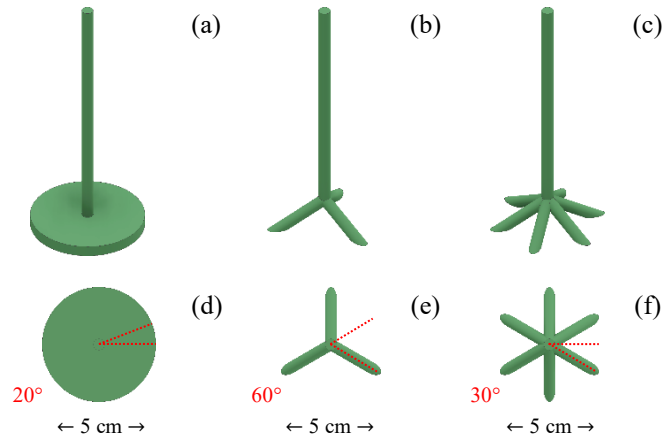 (a)
(b)
(c)
(d)
(e)
(f)
20°
60°
30°
← 5 cm →
← 5 cm →
← 5 cm →